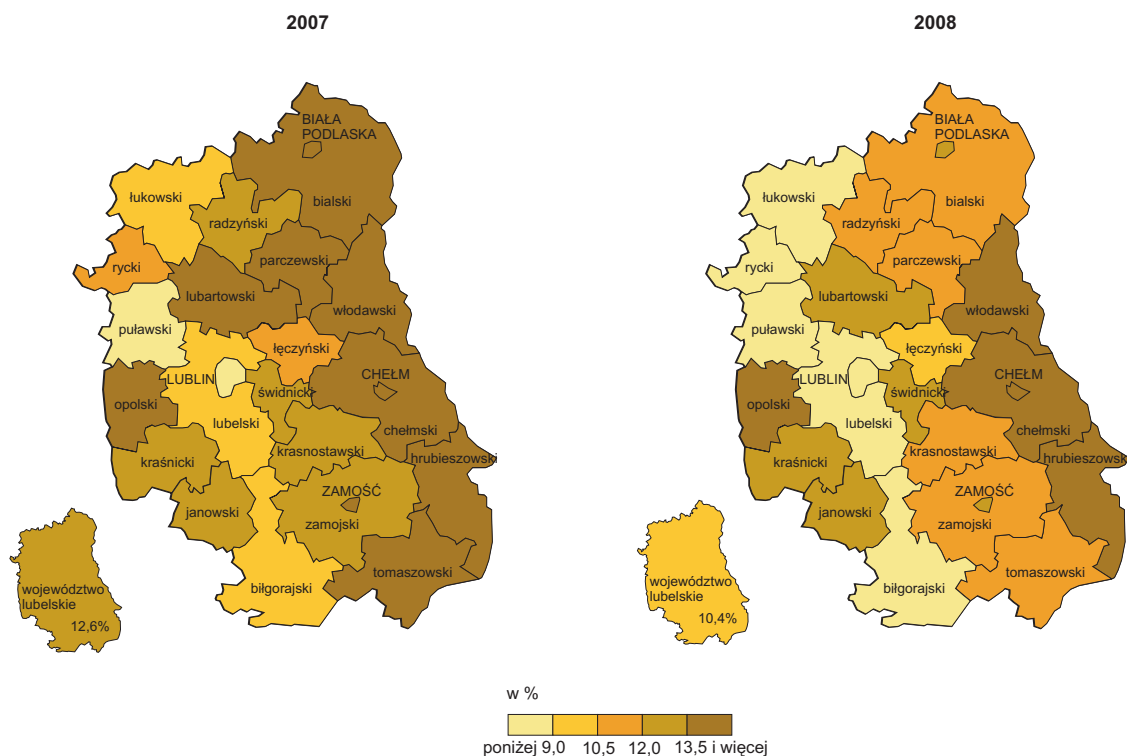 2007
BIAŁA
PODLASKA
łukowski
bialski
radzyński
parczewski
rycki
lubartowski
włodawski
puławski
łęczyński
LUBLIN
CHEŁM
świdnicki
opolski
lubelski
chełmski
krasnostawski
hrubieszowski
kraśnicki
ZAMOŚĆ
janowski
zamojski
tomaszowski
biłgorajski
województwo
lubelskie
12,6%
2008
BIAŁA
PODLASKA
łukowski
bialski
radzyński
parczewski
rycki
lubartowski
włodawski
puławski
łęczyński
LUBLIN
CHEŁM
świdnicki
opolski
lubelski
chełmski
krasnostawski
hrubieszowski
kraśnicki
ZAMOŚĆ
janowski
zamojski
tomaszowski
biłgorajski
województwo
lubelskie
10,4%
w %
poniżej 9,0 10,5 12,0 13,5 i więcej